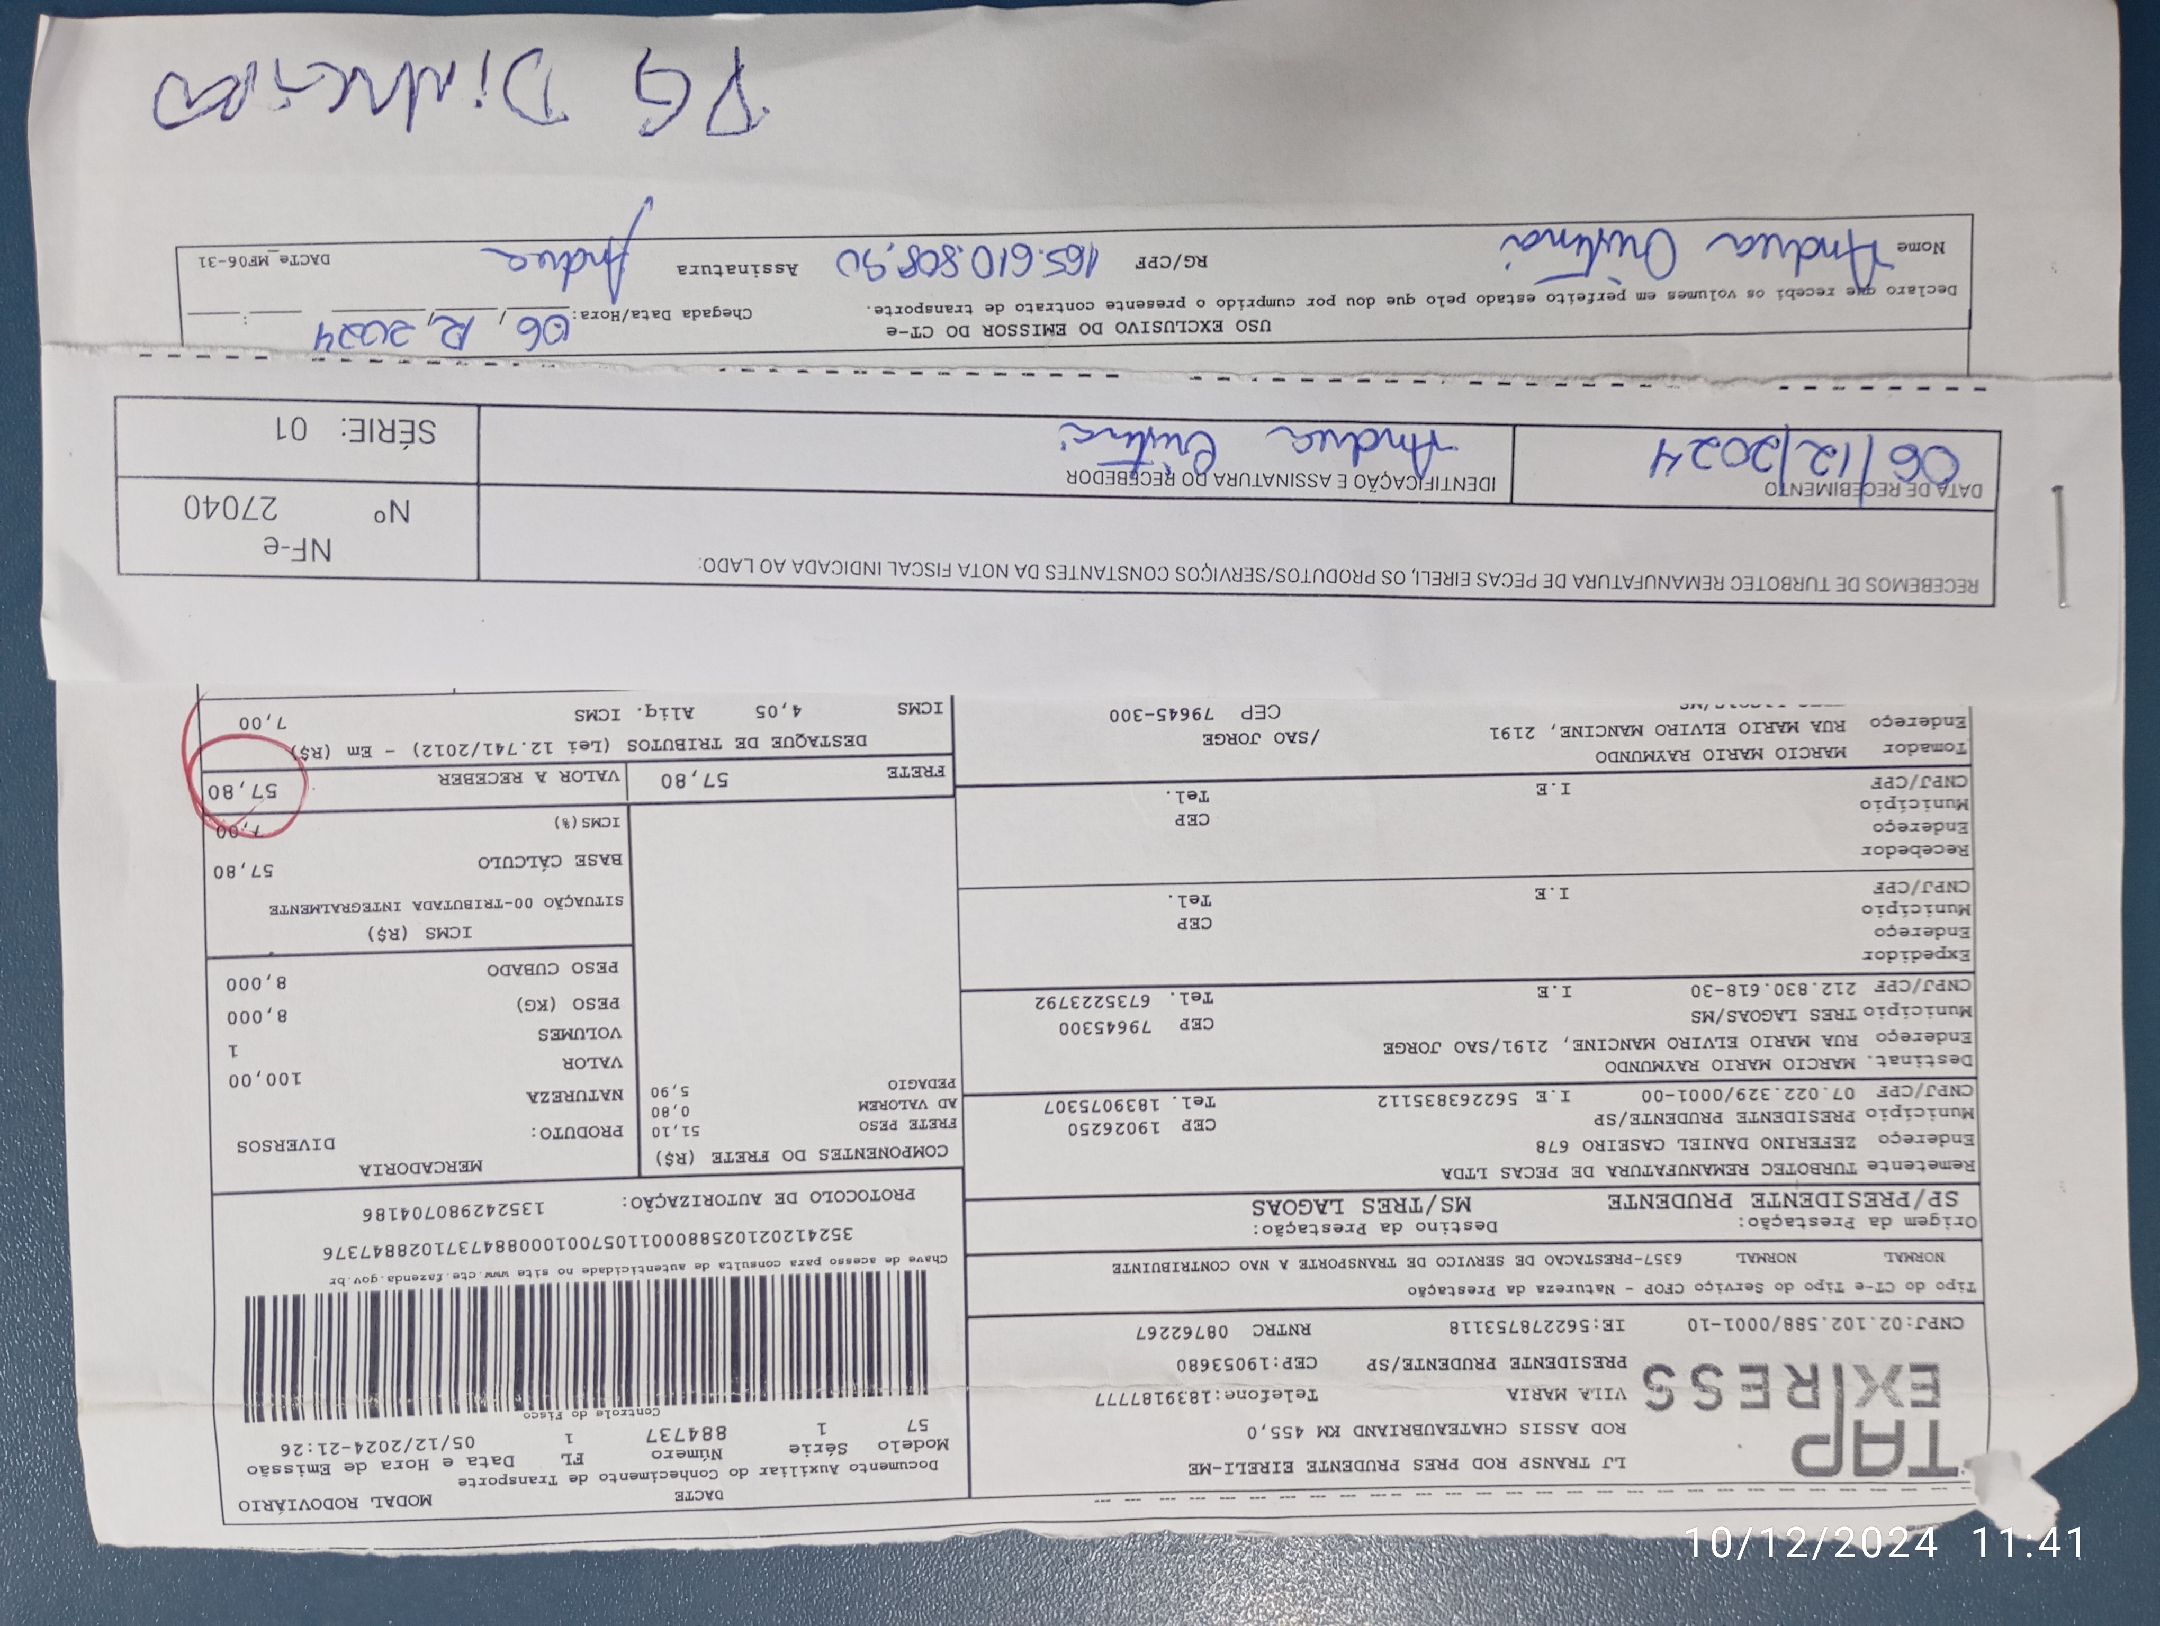 DACTE
MODAL RODOVIÁRIO
Documento Auxiliar do Conhecimento de Transporte
Modelo Série Número FL Data e Hora de Emissão
57 1 884737 1 05/12/2024-21:26
Controle do Fisco
TAP
EXPRESS
LJ TRANSP ROD PRES PRUDENTE EIRELI-ME
ROD ASSIS CHATEAUBRIAND KM 455,0
VILA MARIA Telefone:1839187777
PRESIDENTE PRUDENTE/SP CEP:19053680
CNPJ:02.102.588/0001-10 IE:562278753118 RNTRC 08762267
Chave de acesso para consulta de autenticidade no site www.cte.fazenda.gov.br
35241202102588000110570010008847371028847376
PROTOCOLO DE AUTORIZAÇÃO: 135242980704186
Tipo do CT-e Tipo do Serviço CFOP - Natureza da Prestação
NORMAL NORMAL 6357-PRESTACAO DE SERVICO DE TRANSPORTE A NAO CONTRIBUINTE
Origem da Prestação: Destino da Prestação:
SP/PRESIDENTE PRUDENTE MS/TRES LAGOAS
Remetente TURBOTEC REMANUFATURA DE PECAS LTDA
Endereço ZEFERINO DANIEL CASEIRO 678
Município PRESIDENTE PRUDENTE/SP CEP 19026250
CNPJ/CPF 07.022.329/0001-00 I.E 562263835112 Tel. 1839075307
Destinat. MARCIO MARIO RAYMUNDO
Endereço RUA MARIO ELVIRO MANCINE, 2191/SAO JORGE
Município TRES LAGOAS/MS CEP 79645300
CNPJ/CPF 212.830.618-30 I.E Tel. 6735223792
Expedidor
Endereço
Município CEP
CNPJ/CPF I.E Tel.
Recebedor
Endereço
Município CEP
CNPJ/CPF I.E Tel.
Tomador MARCIO MARIO RAYMUNDO
Endereço RUA MARIO ELVIRO MANCINE, 2191 /SAO JORGE
CEP 79645-300
COMPONENTES DO FRETE (R$)
FRETE PESO 51,10
AD VALOREM 0,80
PEDAGIO 5,90
MERCADORIA
PRODUTO: DIVERSOS
NATUREZA
VALOR 100,00
VOLUMES 1
PESO (KG) 8,000
PESO CUBADO 8,000
ICMS (R$)
SITUAÇÃO 00-TRIBUTADA INTEGRALMENTE
BASE CÁLCULO 57,80
ICMS(%) 7,00
FRETE 57,80 VALOR A RECEBER 57,80
DESTAQUE DE TRIBUTOS (Lei 12.741/2012) - Em (R$)
ICMS 4,05 Aliq. ICMS 7,00
RECEBEMOS DE TURBOTEC REMANUFATURA DE PECAS EIRELI, OS PRODUTOS/SERVIÇOS CONSTANTES DA NOTA FISCAL INDICADA AO LADO:
NF-e
Nº 27040
SÉRIE: 01
DATA DE RECEBIMENTO
06/12/2024
IDENTIFICAÇÃO E ASSINATURA DO RECEBEDOR
Andrea Cristina
USO EXCLUSIVO DO EMISSOR DO CT-e
Declaro que recebi os volumes em perfeito estado pelo que dou por cumprido o presente contrato de transporte.
Chegada Data/Hora: 06, 12, 2024
Nome Andrea Cristina RG/CPF 165.610.808,90 Assinatura Andrea
DACTe_MF06-31
PG Dinheiro
10/12/2024 11:41